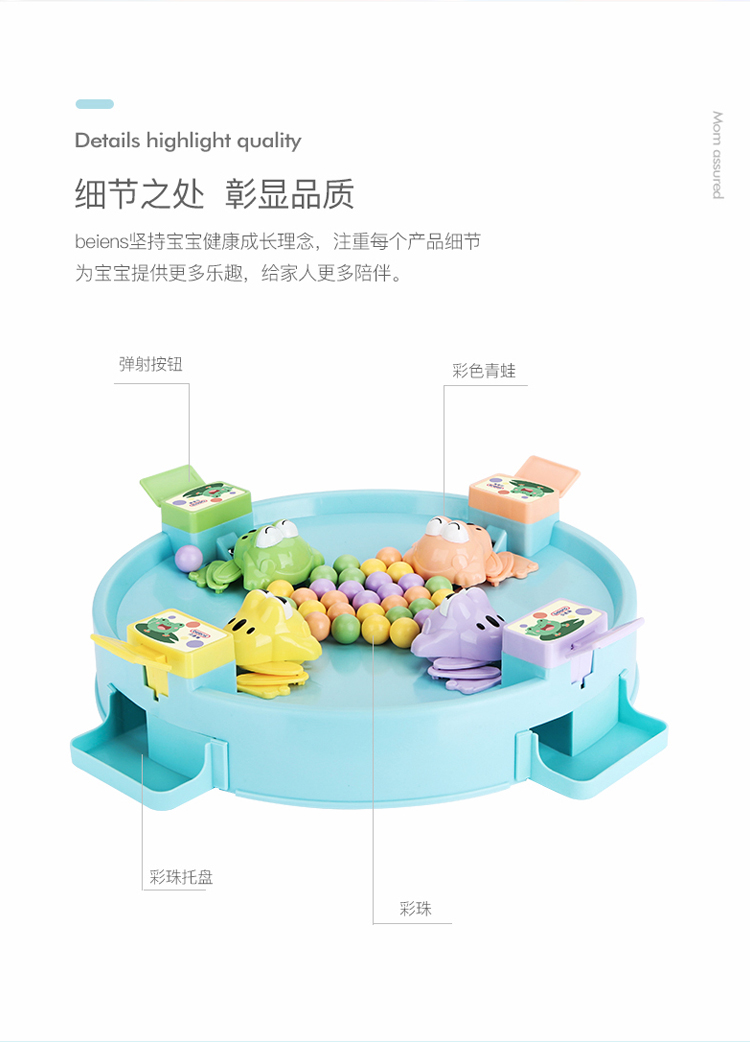 Details highlight quality
Mom assured
细节之处 彰显品质
beiens坚持宝宝健康成长理念，注重每个产品细节
为宝宝提供更多乐趣，给家人更多陪伴。
弹射按钮
彩色青蛙
彩珠托盘
彩珠